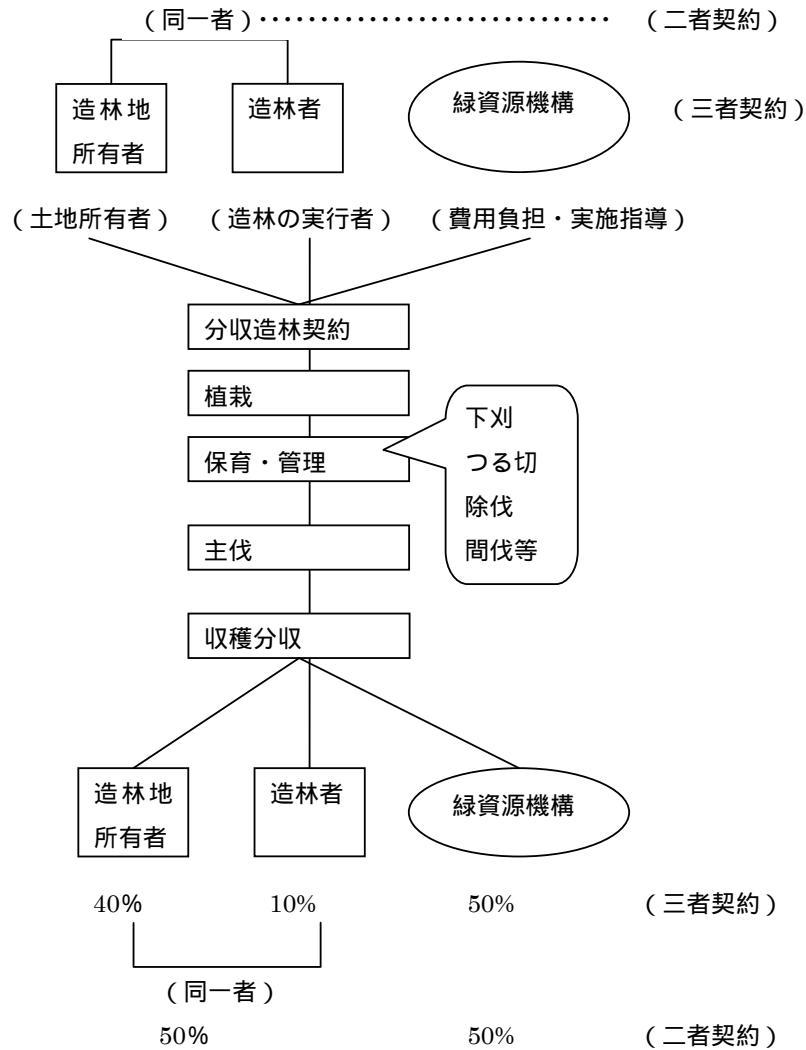 （同一者）・・・・・・・・・・・・・・・・・・・・・・・・・・・・・・（二者契約）
造林地
所有者
造林者
緑資源機構
（三者契約）
（土地所有者）（造林の実行者）（費用負担・実施指導）
分収造林契約
植栽
保育・管理
下刈
つる切
除伐
間伐等
主伐
収穫分収
造林地
所有者
造林者
緑資源機構
40% 10% 50% （三者契約）
（同一者）
50% 50% （二者契約）